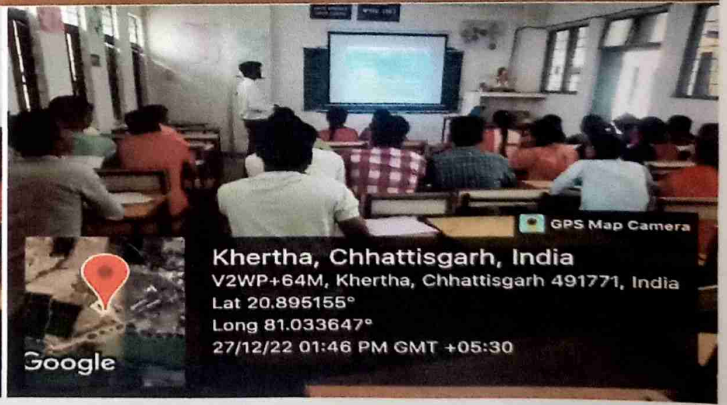 GPS Map Camera
Khertha, Chhattisgarh, India
V2WP+64M, Khertha, Chhattisgarh 491771, India
Lat 20.895155°
Long 81.033647°
27/12/22 01:46 PM GMT +05:30
Google